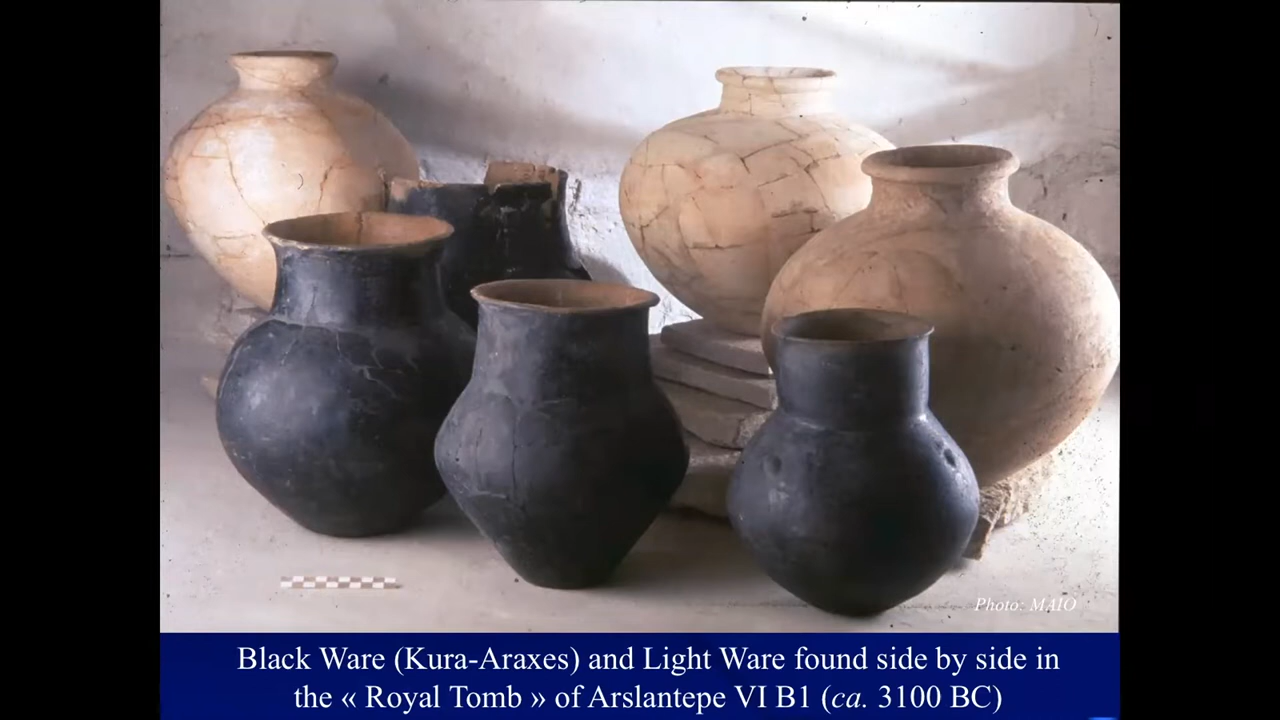 Photo: MAIO
Black Ware (Kura-Araxes) and Light Ware found side by side in
the « Royal Tomb » of Arslantepe VI B1 (ca. 3100 BC)